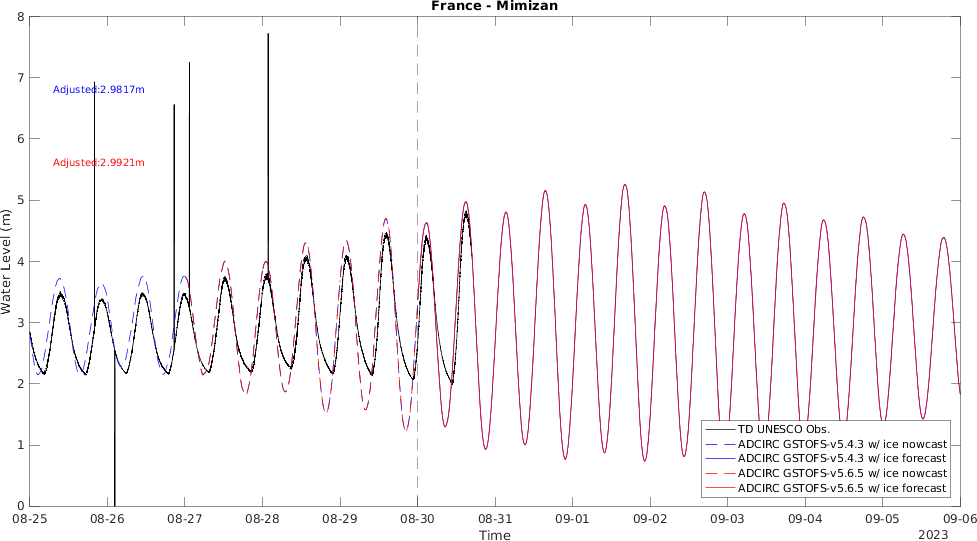 France - Mimizan
8
7
6
5
4
3
2
1
0
Water Level (m)
Adjusted:2.9817m
Adjusted:2.9921m
TD UNESCO Obs.
ADCIRC GSTOFS-v5.4.3 w/ ice nowcast
ADCIRC GSTOFS-v5.4.3 w/ ice forecast
ADCIRC GSTOFS-v5.6.5 w/ ice nowcast
ADCIRC GSTOFS-v5.6.5 w/ ice forecast
08-25 08-26 08-27 08-28 08-29 08-30 08-31 09-01 09-02 09-03 09-04 09-05 09-06
Time
2023